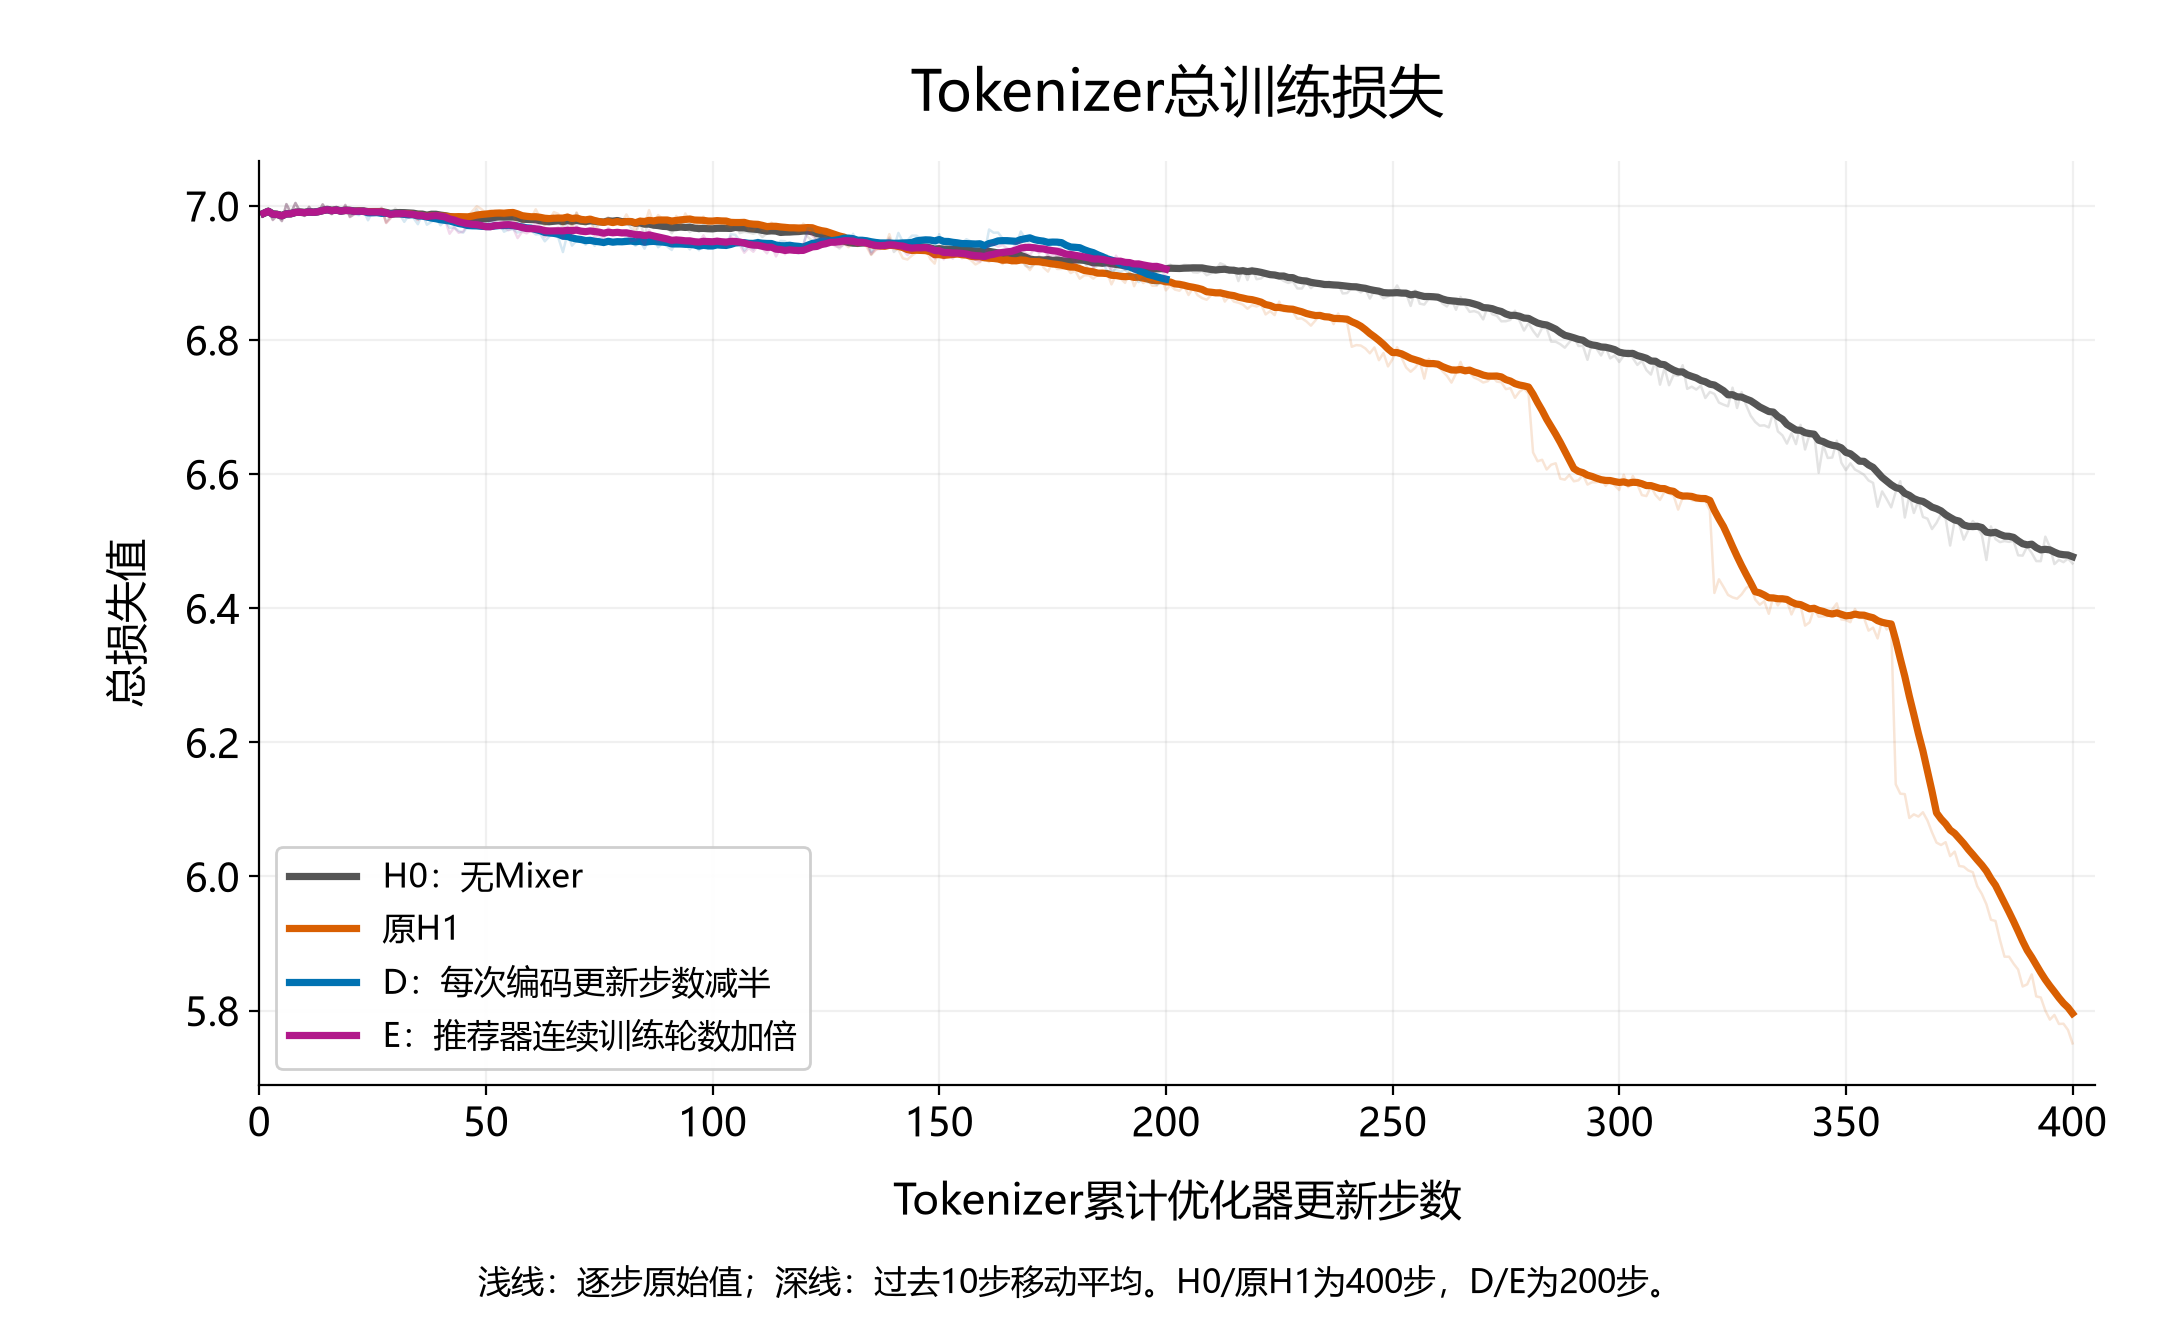 Tokenizer总训练损失
总损失值
7.0
6.8
6.6
6.4
6.2
6.0
5.8
H0：无Mixer
原H1
D：每次编码更新步数减半
E：推荐器连续训练轮数加倍
0 50 100 150 200 250 300 350 400
Tokenizer累计优化器更新步数
浅线：逐步原始值；深线：过去10步移动平均。H0/原H1为400步，D/E为200步。